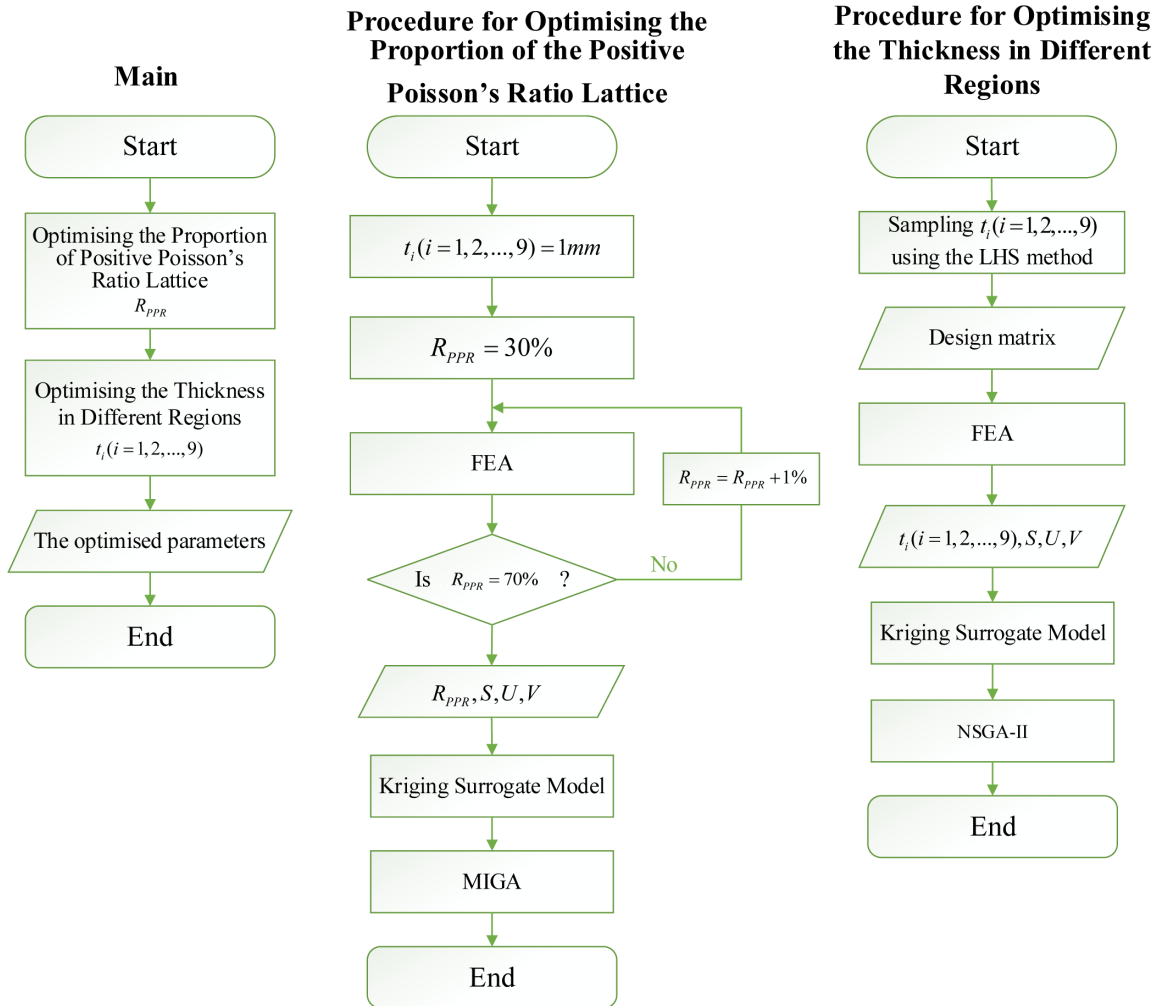 Main
Start
Optimising the Proportion
of Positive Poisson's
Ratio Lattice
R_PPR
Optimising the Thickness
in Different Regions
t_i(i=1,2,...,9)
The optimised parameters
End
Procedure for Optimising the
Proportion of the Positive
Poisson's Ratio Lattice
Start
t_i(i=1,2,...,9)=1mm
R_PPR = 30%
FEA
R_PPR = R_PPR +1%
Is R_PPR = 70% ?
No
R_PPR, S, U, V
Kriging Surrogate Model
MIGA
End
Procedure for Optimising
the Thickness in Different
Regions
Start
Sampling t_i(i=1,2,...,9)
using the LHS method
Design matrix
FEA
t_i(i=1,2,...,9), S, U, V
Kriging Surrogate Model
NSGA-II
End